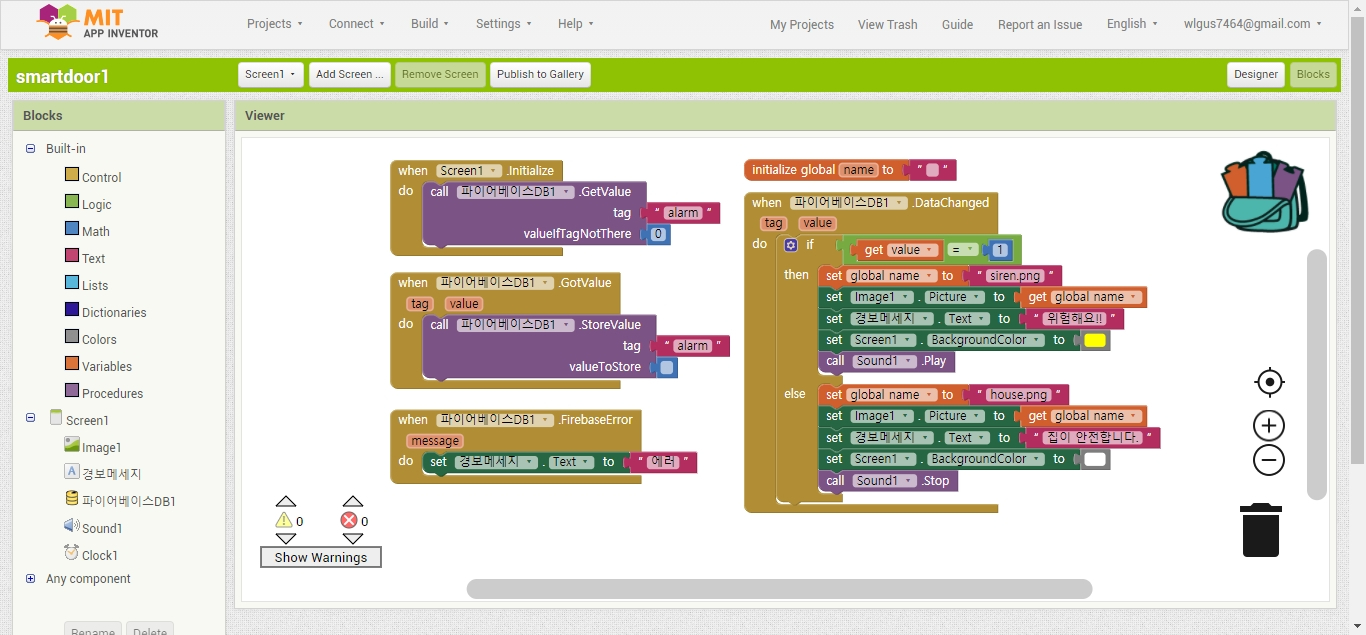 MIT
APP INVENTOR
Projects Connect Build Settings Help My Projects View Trash Guide Report an Issue English wlgus7464@gmail.com
smartdoor1 Screen1 Add Screen ... Remove Screen Publish to Gallery Designer Blocks
Blocks
Built-in
Control
Logic
Math
Text
Lists
Dictionaries
Colors
Variables
Procedures
Screen1
Image1
A 경보메세지
파이어베이스DB1
Sound1
Clock1
Any component
Rename Delete
Viewer
when Screen1 .Initialize
do call 파이어베이스DB1 .GetValue
tag " alarm "
valueIfTagNotThere 0
when 파이어베이스DB1 .GotValue
tag value
do call 파이어베이스DB1 .StoreValue
tag " alarm "
valueToStore
when 파이어베이스DB1 .FirebaseError
message
do set 경보메세지 . Text to " 에러 "
0 0
Show Warnings
initialize global name to " "
when 파이어베이스DB1 .DataChanged
tag value
do if get value = 1
then set global name to " siren.png "
set Image1 . Picture to get global name
set 경보메세지 . Text to " 위험해요!! "
set Screen1 . BackgroundColor to
call Sound1 .Play
else set global name to " house.png "
set Image1 . Picture to get global name
set 경보메세지 . Text to " 집이 안전합니다. "
set Screen1 . BackgroundColor to
call Sound1 .Stop